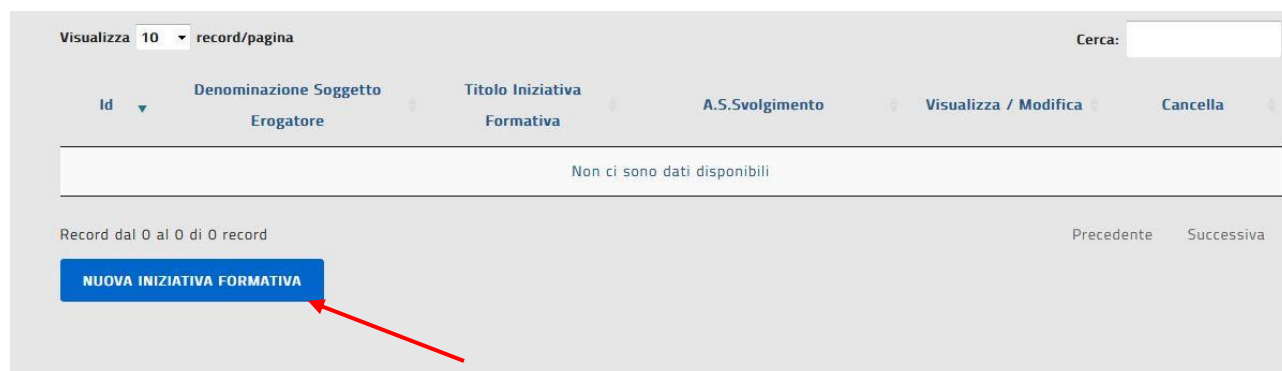 Visualizza 10 record/pagina Cerca:
Id Denominazione Soggetto Erogatore Titolo Iniziativa Formativa A.S.Svolgimento Visualizza / Modifica Cancella
Non ci sono dati disponibili
Record dal 0 al 0 di 0 record Precedente Successiva
NUOVA INIZIATIVA FORMATIVA